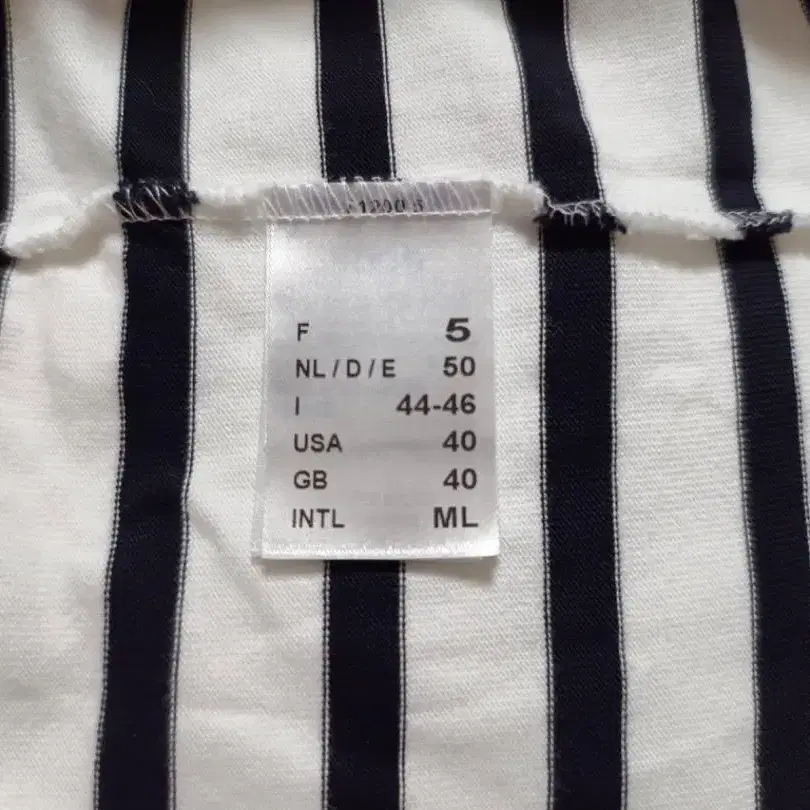 F 5
NL / D / E 50
I 44-46
USA 40
GB 40
INTL ML